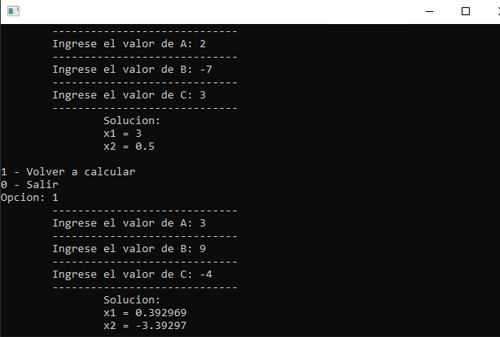 -----------------------------
Ingrese el valor de A: 2
-----------------------------
Ingrese el valor de B: -7
-----------------------------
Ingrese el valor de C: 3
-----------------------------
Solucion:
x1 = 3
x2 = 0.5
1 - Volver a calcular
0 - Salir
Opcion: 1
-----------------------------
Ingrese el valor de A: 3
-----------------------------
Ingrese el valor de B: 9
-----------------------------
Ingrese el valor de C: -4
-----------------------------
Solucion:
x1 = 0.392969
x2 = -3.39297